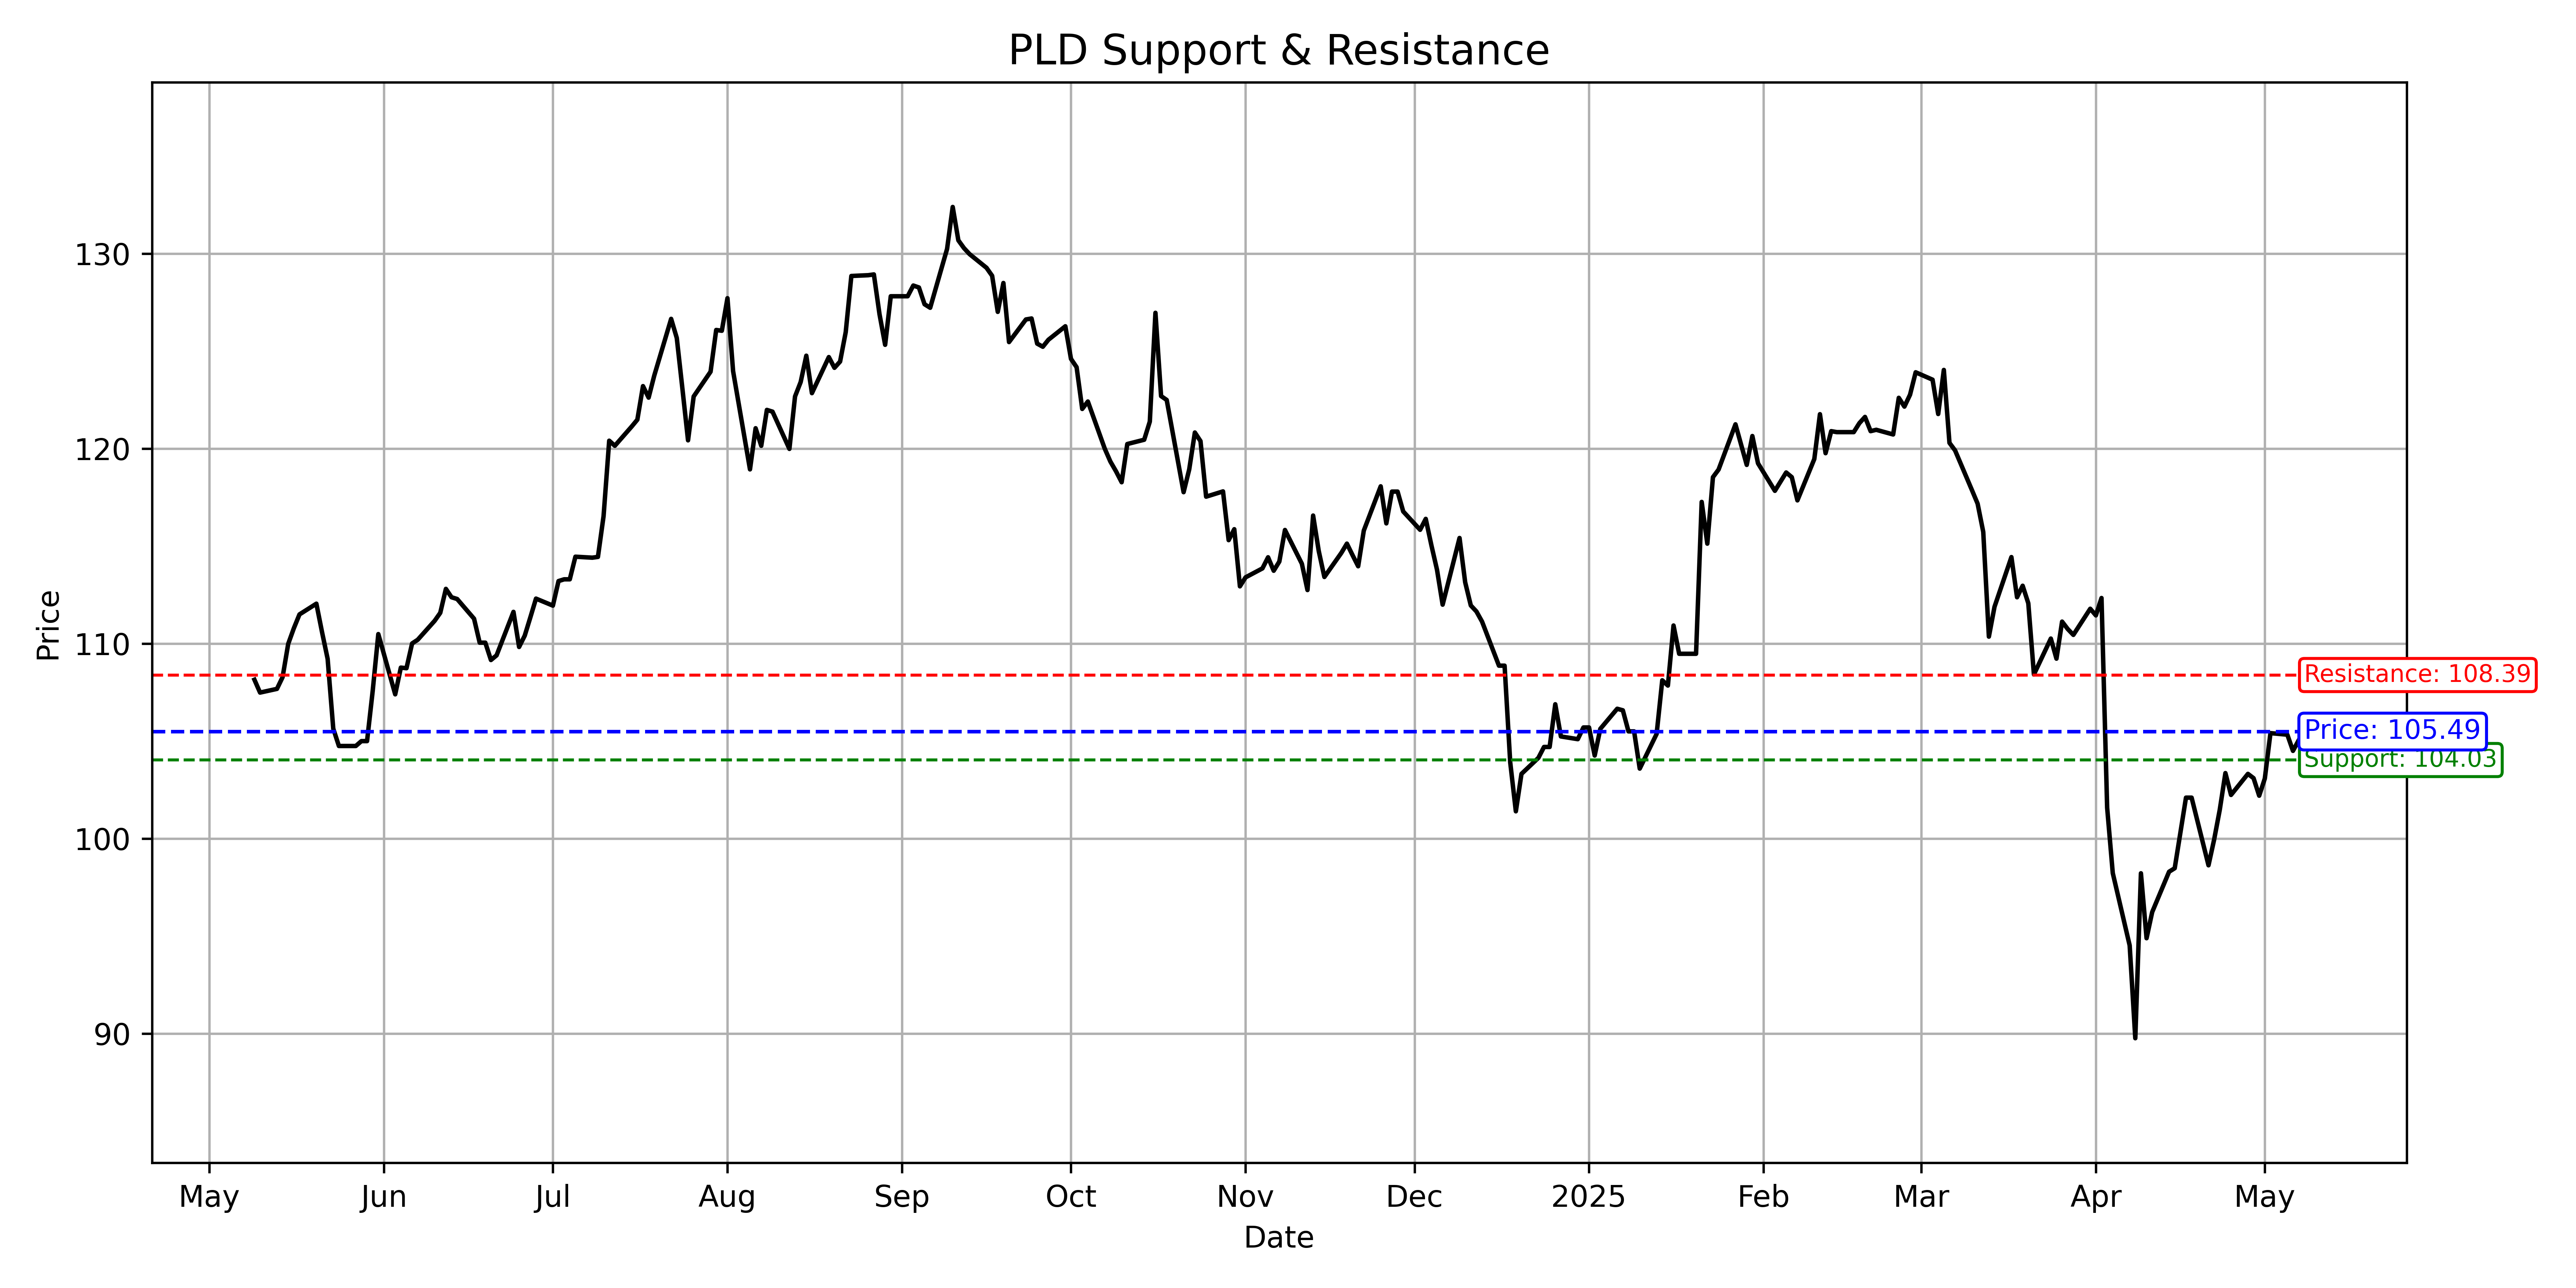 PLD Support & Resistance
Price
130
120
110
100
90
Resistance: 108.39
Price: 105.49
Support: 104.03
May Jun Jul Aug Sep Oct Nov Dec 2025 Feb Mar Apr May
Date